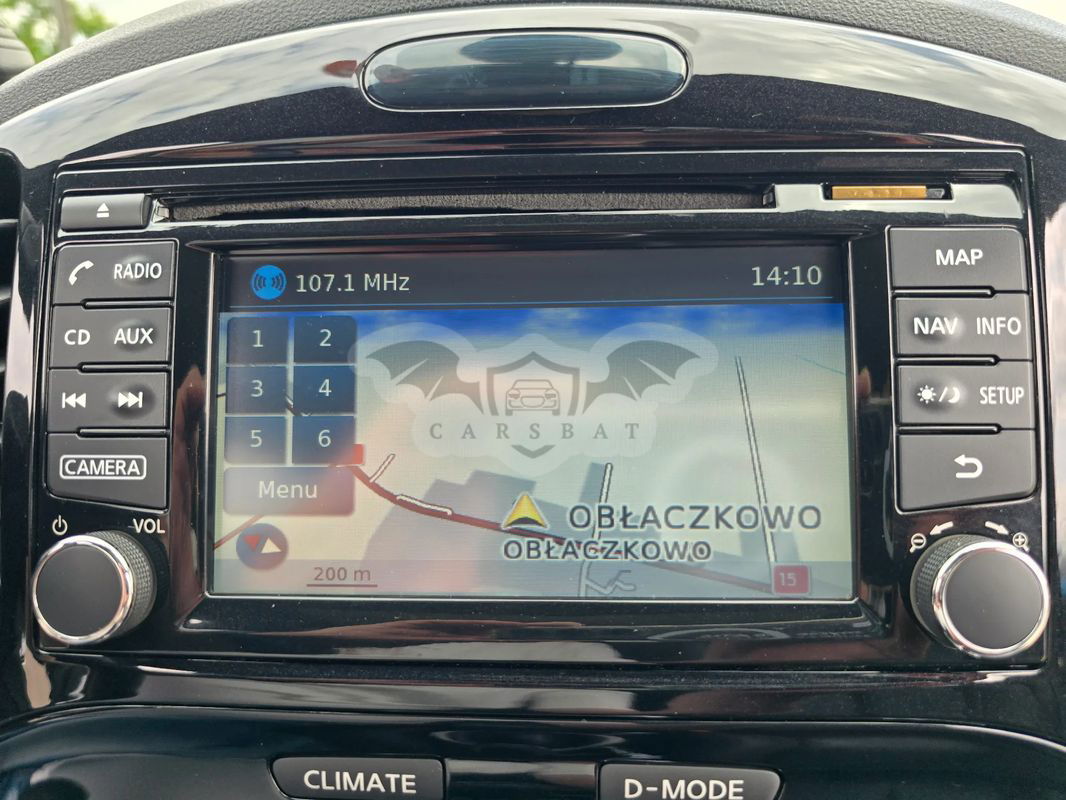 MAP
RADIO
107.1 MHz
14:10
CD AUX
NAV INFO
1 2
3 4
5 6
SETUP
CARSBAT
CAMERA
Menu
OBŁACZKOWO
OBŁACZKOWO
VOL
200 m
15
CLIMATE
D-MODE